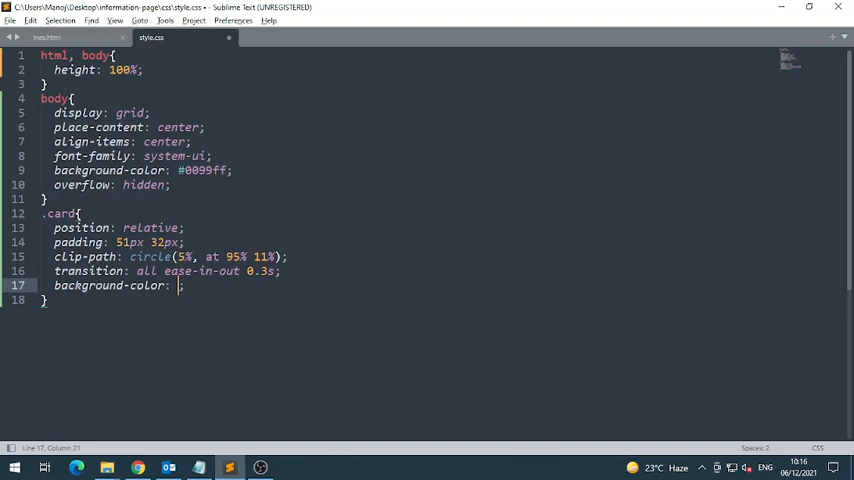 C:\Users\Manoj\Desktop\information-page\css\style.css • - Sublime Text (UNREGISTERED)
File Edit Selection Find View Goto Tools Project Preferences Help
inex.html style.css
1 html, body{
2 height: 100%;
3 }
4 body{
5 display: grid;
6 place-content: center;
7 align-items: center;
8 font-family: system-ui;
9 background-color: #0099ff;
10 overflow: hidden;
11 }
12 .card{
13 position: relative;
14 padding: 51px 32px;
15 clip-path: circle(5%, at 95% 11%);
16 transition: all ease-in-out 0.3s;
17 background-color: ;
18 }
Line 17, Column 21 Spaces: 2 CSS
23°C Haze ENG 10:16
06/12/2021